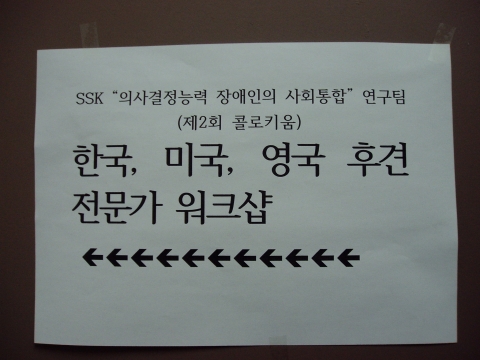 SSK “의사결정능력 장애인의 사회통합” 연구팀
(제2회 콜로키움)
한국, 미국, 영국 후견
전문가 워크샵
🡸🡸🡸🡸🡸🡸🡸🡸🡸🡸🡸